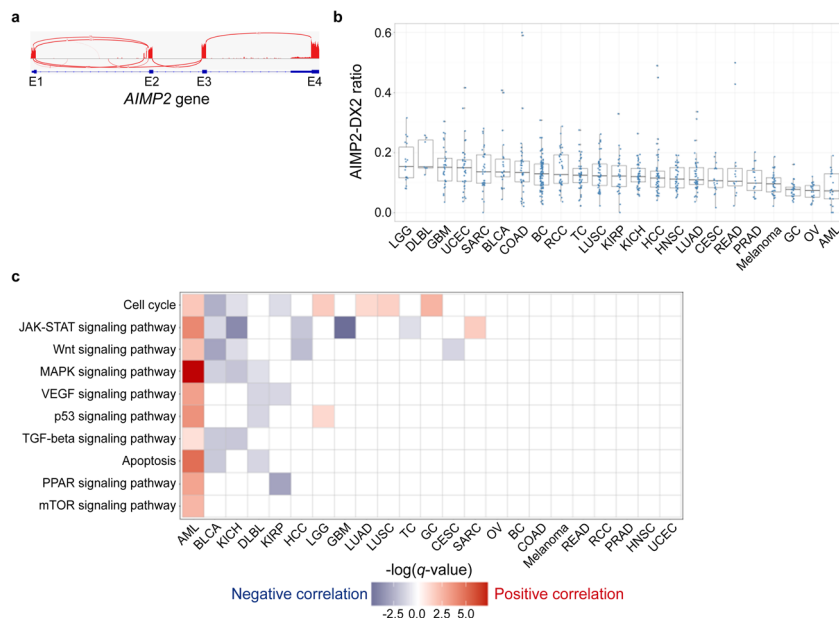 a
E1 E2 E3 E4
AIMP2 gene
b
AIMP2-DX2 ratio
0.6
0.4
0.2
0.0
LGG DLBL GBM UCEC SARC BLCA COAD BC RCC TC LUSC KIRP KICH HCC HNSC LUAD CESC READ PRAD Melanoma GC OV AML
c
Cell cycle
JAK-STAT signaling pathway
Wnt signaling pathway
MAPK signaling pathway
VEGF signaling pathway
p53 signaling pathway
TGF-beta signaling pathway
Apoptosis
PPAR signaling pathway
mTOR signaling pathway
AML BLCA KICH DLBL KIRP HCC LGG GBM LUAD LUSC TC GC CESC SARC OV BC COAD Melanoma READ RCC PRAD HNSC UCEC
-log(q-value)
Negative correlation Positive correlation
-2.5 0.0 2.5 5.0